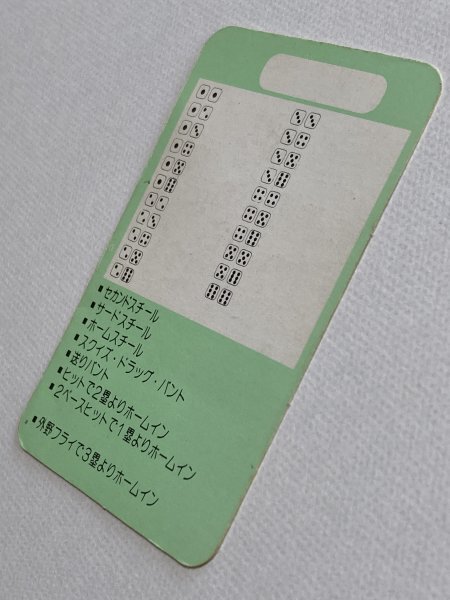 ■セカンドスチール
■サードスチール
■ホームスチール
■スクイズ・ドラッグ・バント
■送りバント
■ヒットで2塁よりホームイン
■2ベースヒットで1塁よりホームイン
■外野フライで3塁よりホームイン